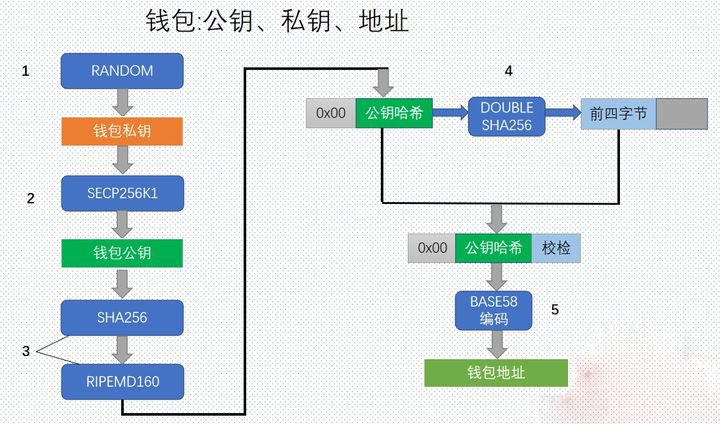 钱包:公钥、私钥、地址
1
RANDOM
钱包私钥
2
SECP256K1
钱包公钥
SHA256
3
RIPEMD160
4
0x00
公钥哈希
DOUBLE
SHA256
前四字节
0x00
公钥哈希
校检
BASE58
编码
5
钱包地址